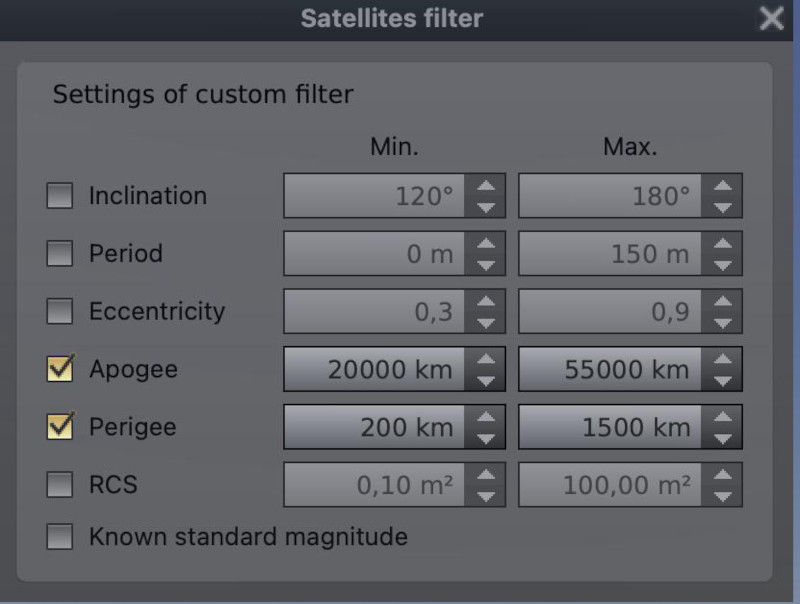 Satellites filter
Settings of custom filter
Min. Max.
Inclination 120° 180°
Period 0 m 150 m
Eccentricity 0,3 0,9
Apogee 20000 km 55000 km
Perigee 200 km 1500 km
RCS 0,10 m² 100,00 m²
Known standard magnitude